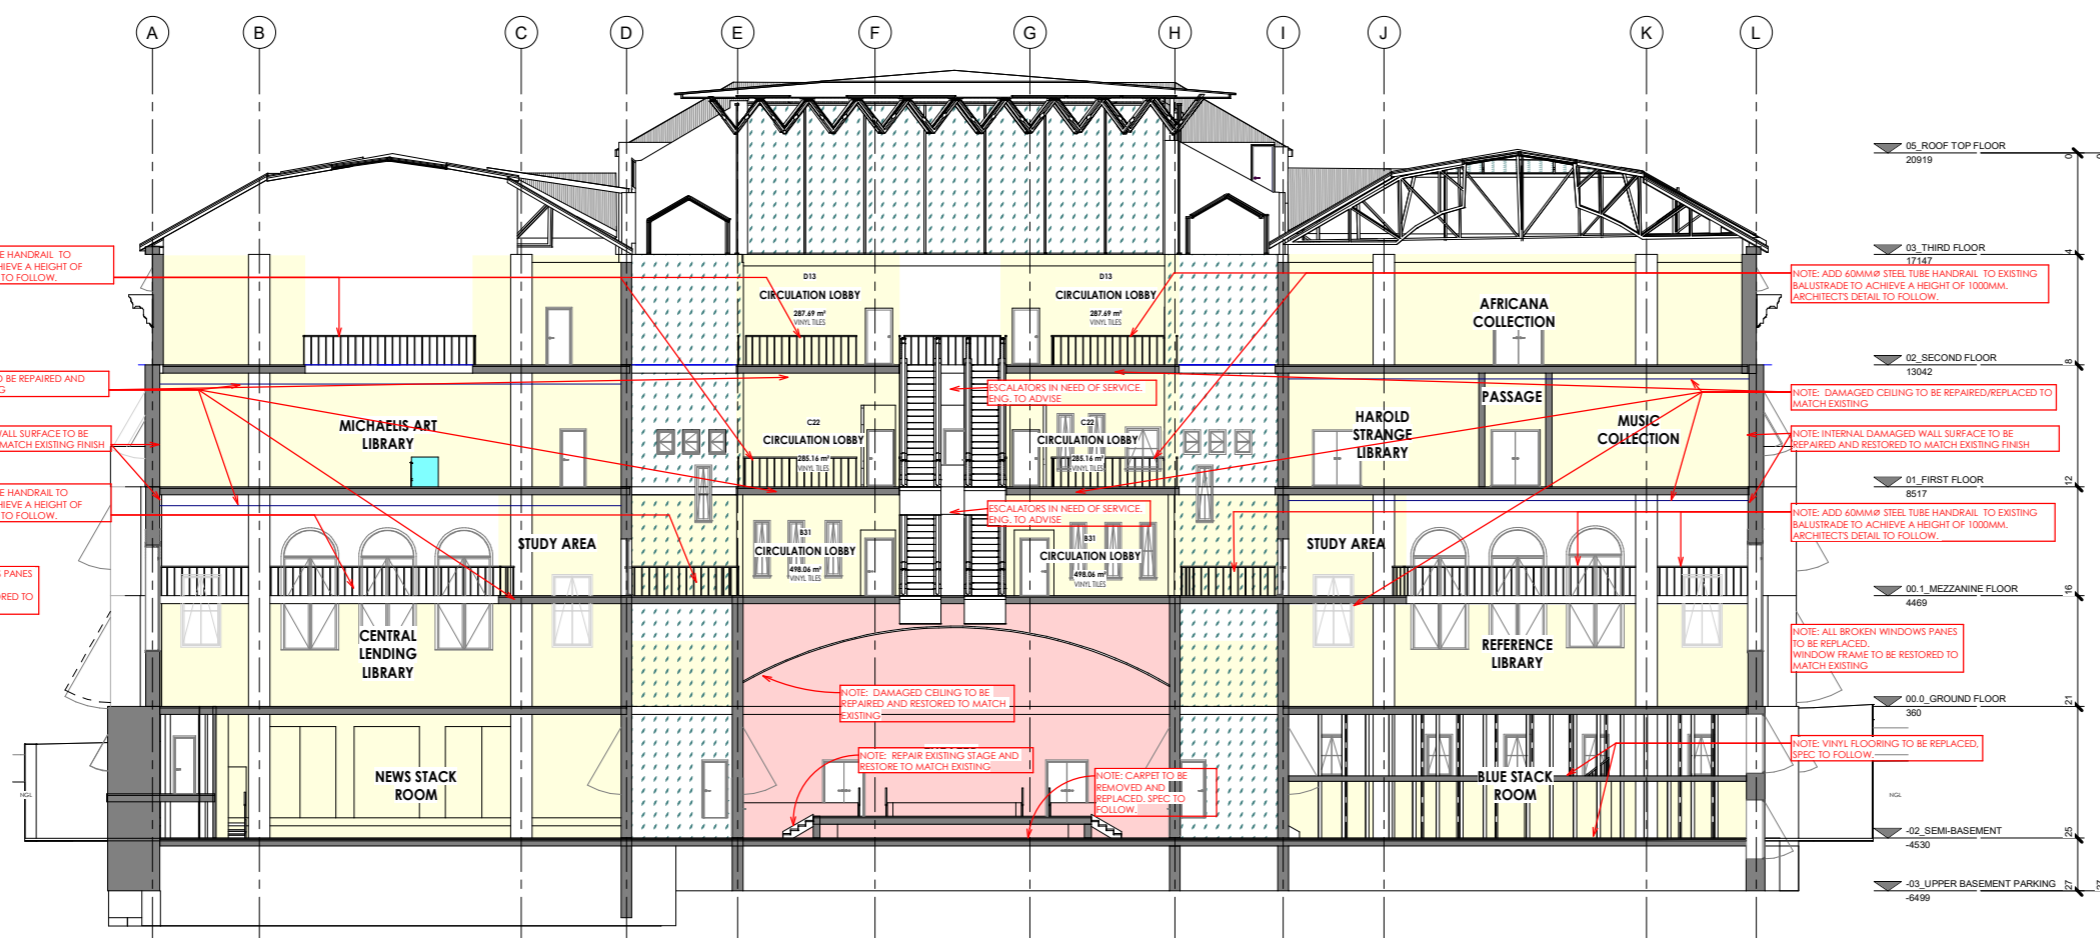 A B C D E F G H I J K L
05_ROOF TOP FLOOR
20919
03_THIRD FLOOR
17147
02_SECOND FLOOR
13042
01_FIRST FLOOR
8517
00.1_MEZZANINE FLOOR
4469
00.0_GROUND FLOOR
360
-02_SEMI-BASEMENT
-4530
-03_UPPER BASEMENT PARKING
-6499
0
4
8
12
16
21
25
27
E HANDRAIL TO
HIEVE A HEIGHT OF
TO FOLLOW.
O BE REPAIRED AND
G
WALL SURFACE TO BE
MATCH EXISTING FINISH
E HANDRAIL TO
HIEVE A HEIGHT OF
TO FOLLOW.
S PANES
RED TO
D13
CIRCULATION LOBBY
287.69 m²
VINYL TILES
D13
CIRCULATION LOBBY
287.69 m²
VINYL TILES
AFRICANA
COLLECTION
NOTE: ADD 60MMØ STEEL TUBE HANDRAIL TO EXISTING
BALUSTRADE TO ACHIEVE A HEIGHT OF 1000MM.
ARCHITECT'S DETAIL TO FOLLOW.
MICHAELIS ART
LIBRARY
C22
CIRCULATION LOBBY
285.16 m²
VINYL TILES
ESCALATORS IN NEED OF SERVICE.
ENG. TO ADVISE
C22
CIRCULATION LOBBY
285.16 m²
VINYL TILES
HAROLD
STRANGE
LIBRARY
PASSAGE
MUSIC
COLLECTION
NOTE: DAMAGED CEILING TO BE REPAIRED/REPLACED TO
MATCH EXISTING
NOTE: INTERNAL DAMAGED WALL SURFACE TO BE
REPAIRED AND RESTORED TO MATCH EXISTING FINISH
STUDY AREA
B31
CIRCULATION LOBBY
498.06 m²
VINYL TILES
ESCALATORS IN NEED OF SERVICE.
ENG. TO ADVISE
B31
CIRCULATION LOBBY
498.06 m²
VINYL TILES
STUDY AREA
NOTE: ADD 60MMØ STEEL TUBE HANDRAIL TO EXISTING
BALUSTRADE TO ACHIEVE A HEIGHT OF 1000MM.
ARCHITECT'S DETAIL TO FOLLOW.
CENTRAL
LENDING
LIBRARY
REFERENCE
LIBRARY
NOTE: ALL BROKEN WINDOWS PANES
TO BE REPLACED.
WINDOW FRAME TO BE RESTORED TO
MATCH EXISTING
NOTE: DAMAGED CEILING TO BE
REPAIRED AND RESTORED TO MATCH
EXISTING
NOTE: REPAIR EXISTING STAGE AND
RESTORE TO MATCH EXISTING
NOTE: CARPET TO BE
REMOVED AND
REPLACED. SPEC TO
FOLLOW.
NEWS STACK
ROOM
BLUE STACK
ROOM
NOTE: VINYL FLOORING TO BE REPLACED,
SPEC TO FOLLOW.
NGL
NGL